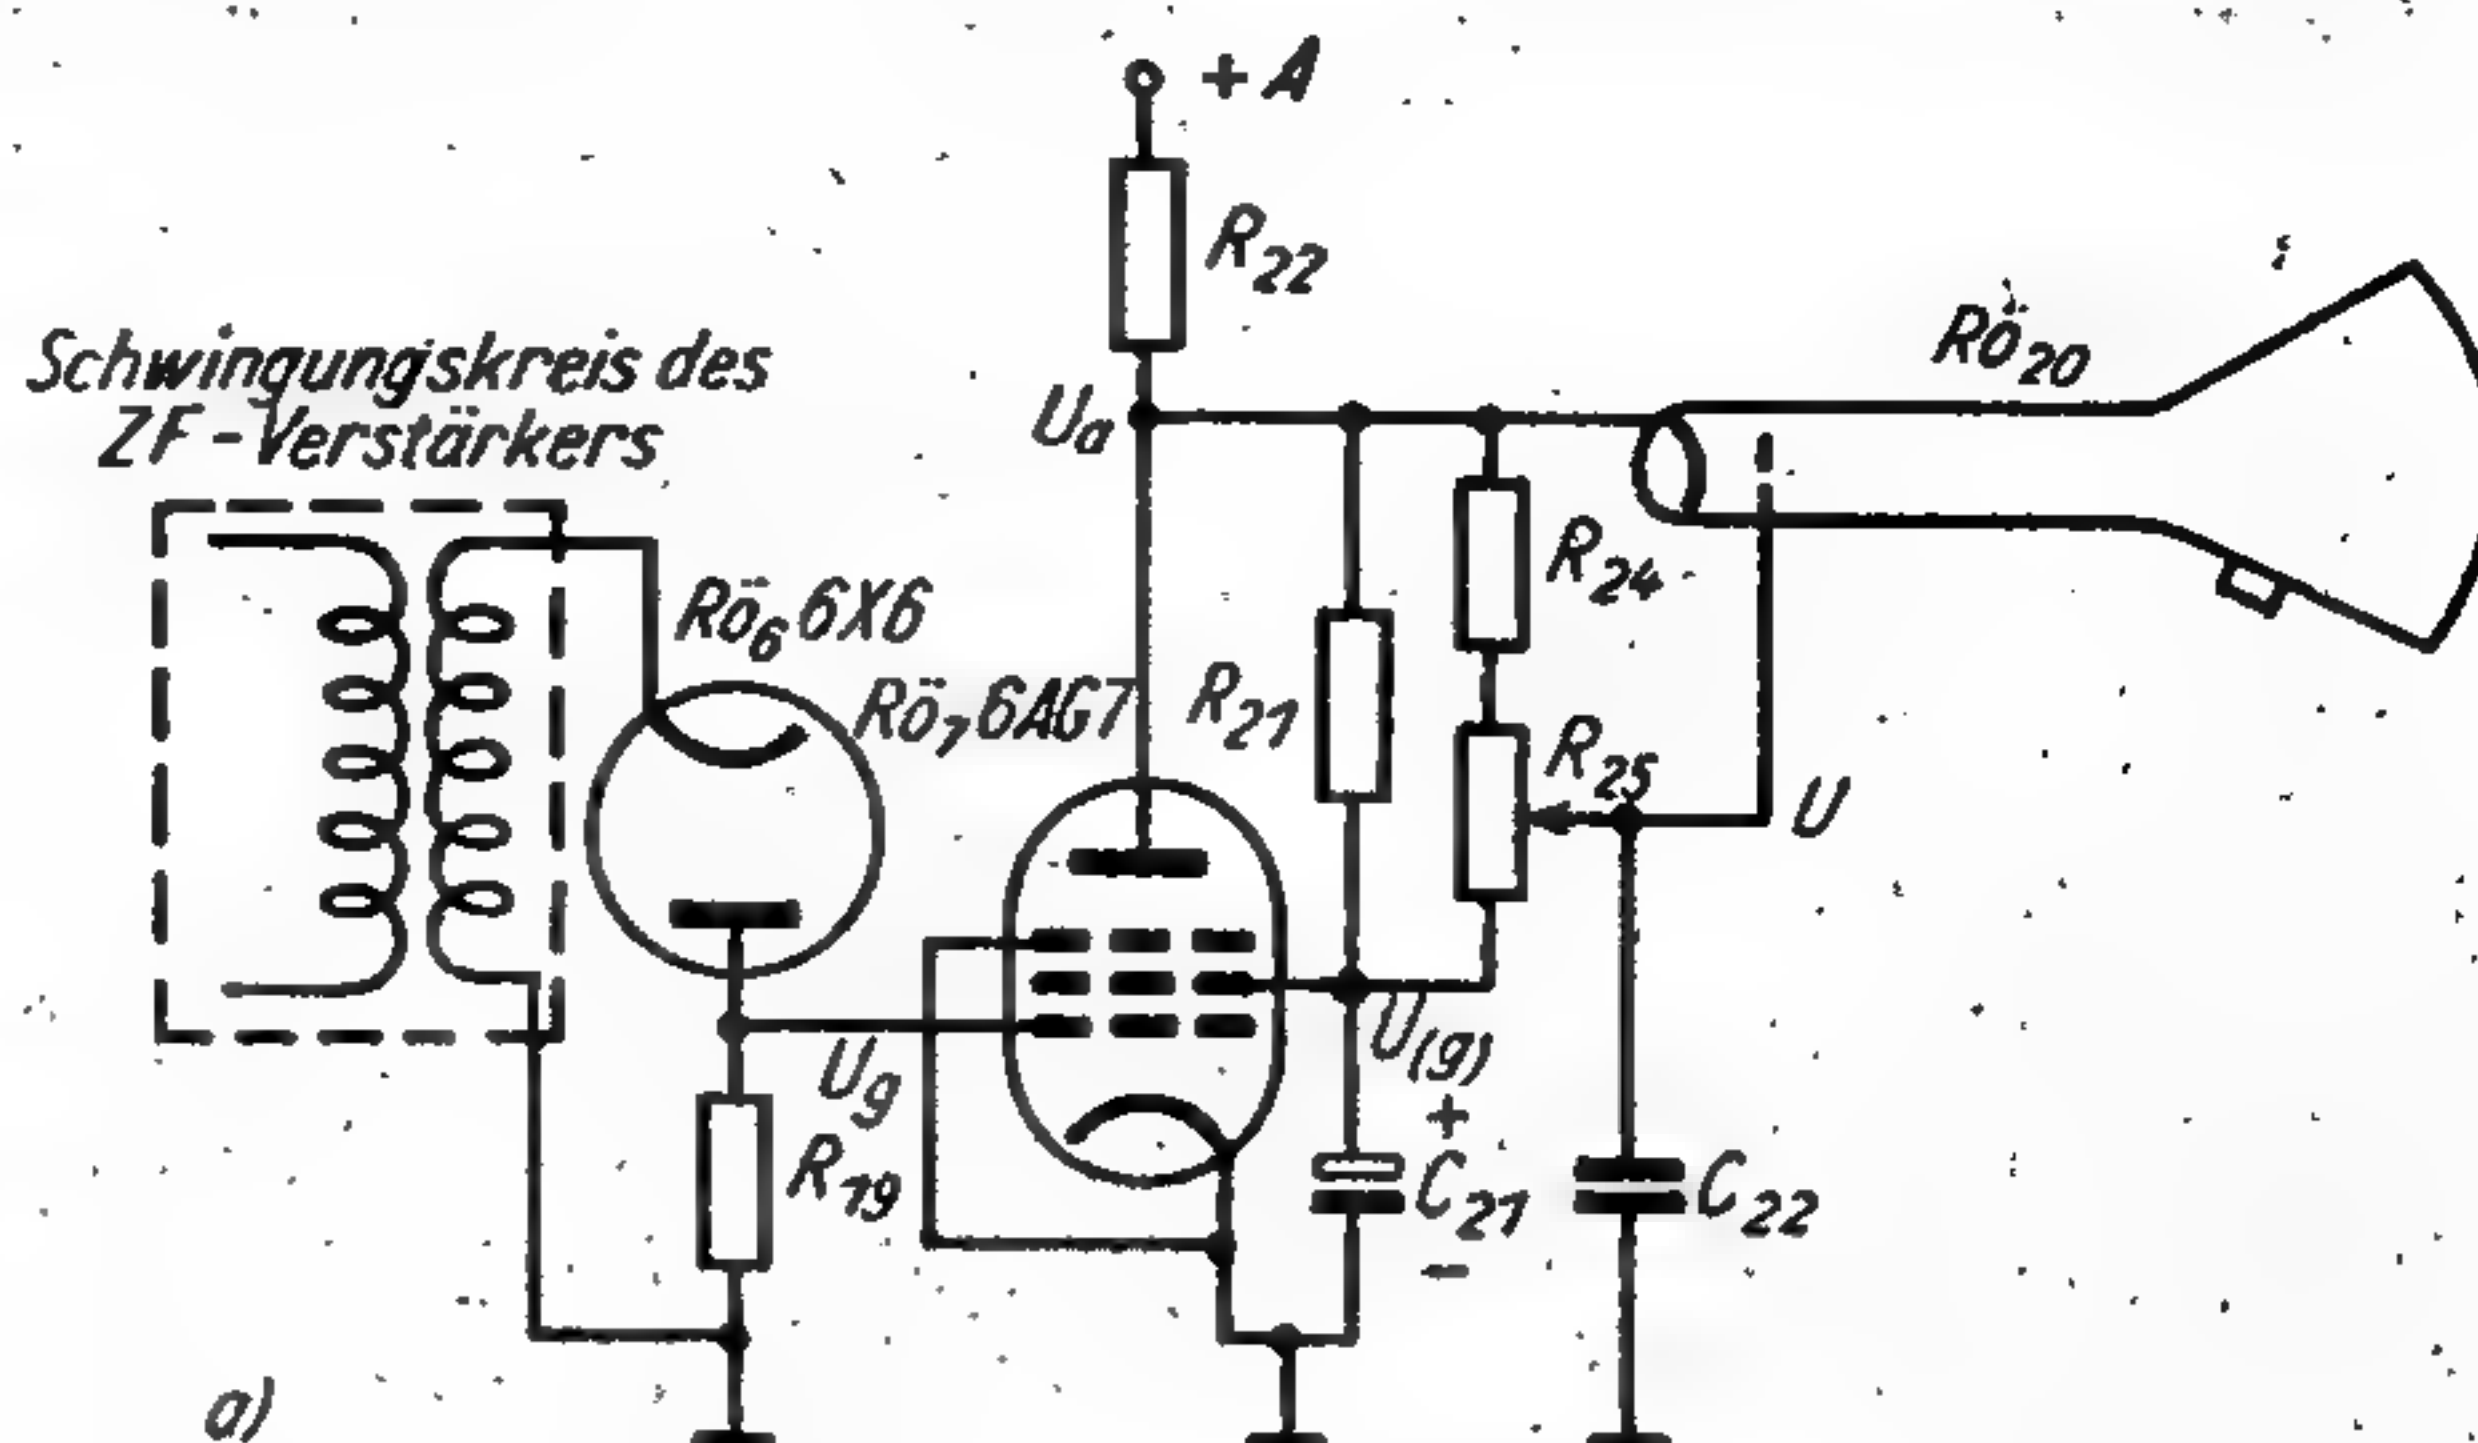 + A
R22
Schwingungskreis des
ZF-Verstärkers
Ua
Rö20
R24
Rö6 6X6
Rö7 6AG7
R21
R25
U
Ug
U(g)
+
R19
C21
C22
–
a)